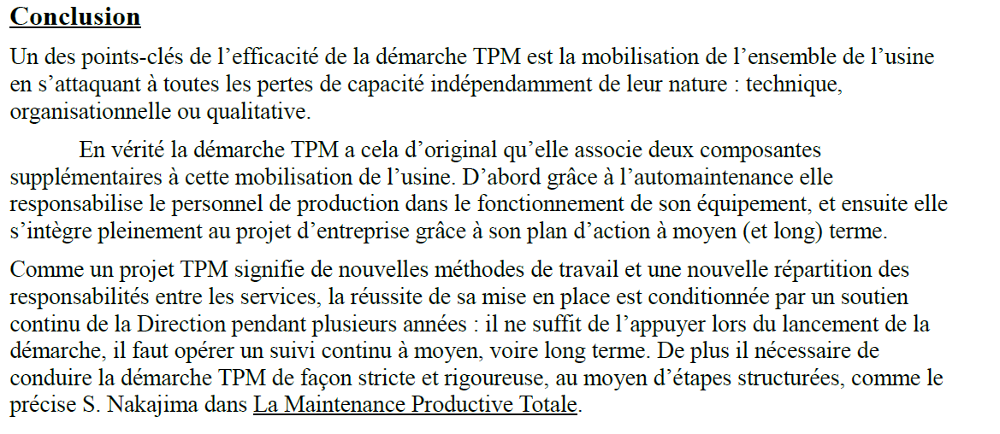 Conclusion
Un des points-clés de l’efficacité de la démarche TPM est la mobilisation de l’ensemble de l’usine
en s’attaquant à toutes les pertes de capacité indépendamment de leur nature : technique,
organisationnelle ou qualitative.
En vérité la démarche TPM a cela d’original qu’elle associe deux composantes
supplémentaires à cette mobilisation de l’usine. D’abord grâce à l’automaintenance elle
responsabilise le personnel de production dans le fonctionnement de son équipement, et ensuite elle
s’intègre pleinement au projet d’entreprise grâce à son plan d’action à moyen (et long) terme.
Comme un projet TPM signifie de nouvelles méthodes de travail et une nouvelle répartition des
responsabilités entre les services, la réussite de sa mise en place est conditionnée par un soutien
continu de la Direction pendant plusieurs années : il ne suffit de l’appuyer lors du lancement de la
démarche, il faut opérer un suivi continu à moyen, voire long terme. De plus il nécessaire de
conduire la démarche TPM de façon stricte et rigoureuse, au moyen d’étapes structurées, comme le
précise S. Nakajima dans La Maintenance Productive Totale.